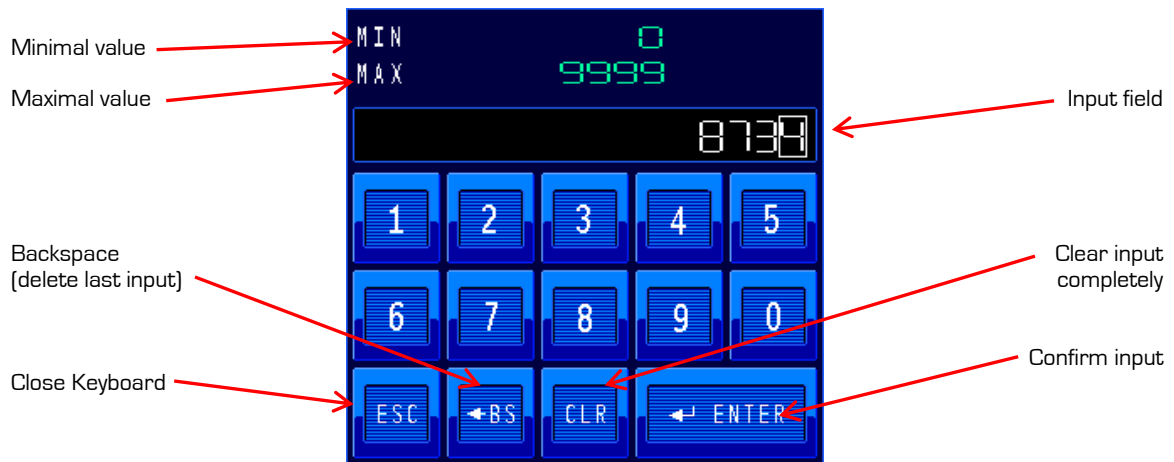 Minimal value
MIN 0
MAX 9999
Maximal value
Input field
8734
1 2 3 4 5
Backspace
(delete last input)
Clear input
completely
6 7 8 9 0
Confirm input
Close Keyboard
ESC ←BS CLR ↵ ENTER